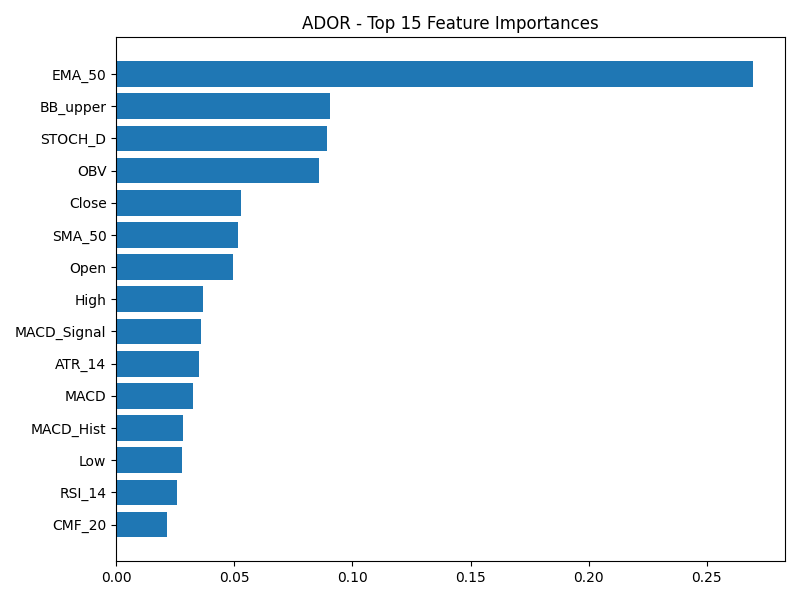 ADOR - Top 15 Feature Importances
EMA_50
BB_upper
STOCH_D
OBV
Close
SMA_50
Open
High
MACD_Signal
ATR_14
MACD
MACD_Hist
Low
RSI_14
CMF_20
0.00 0.05 0.10 0.15 0.20 0.25